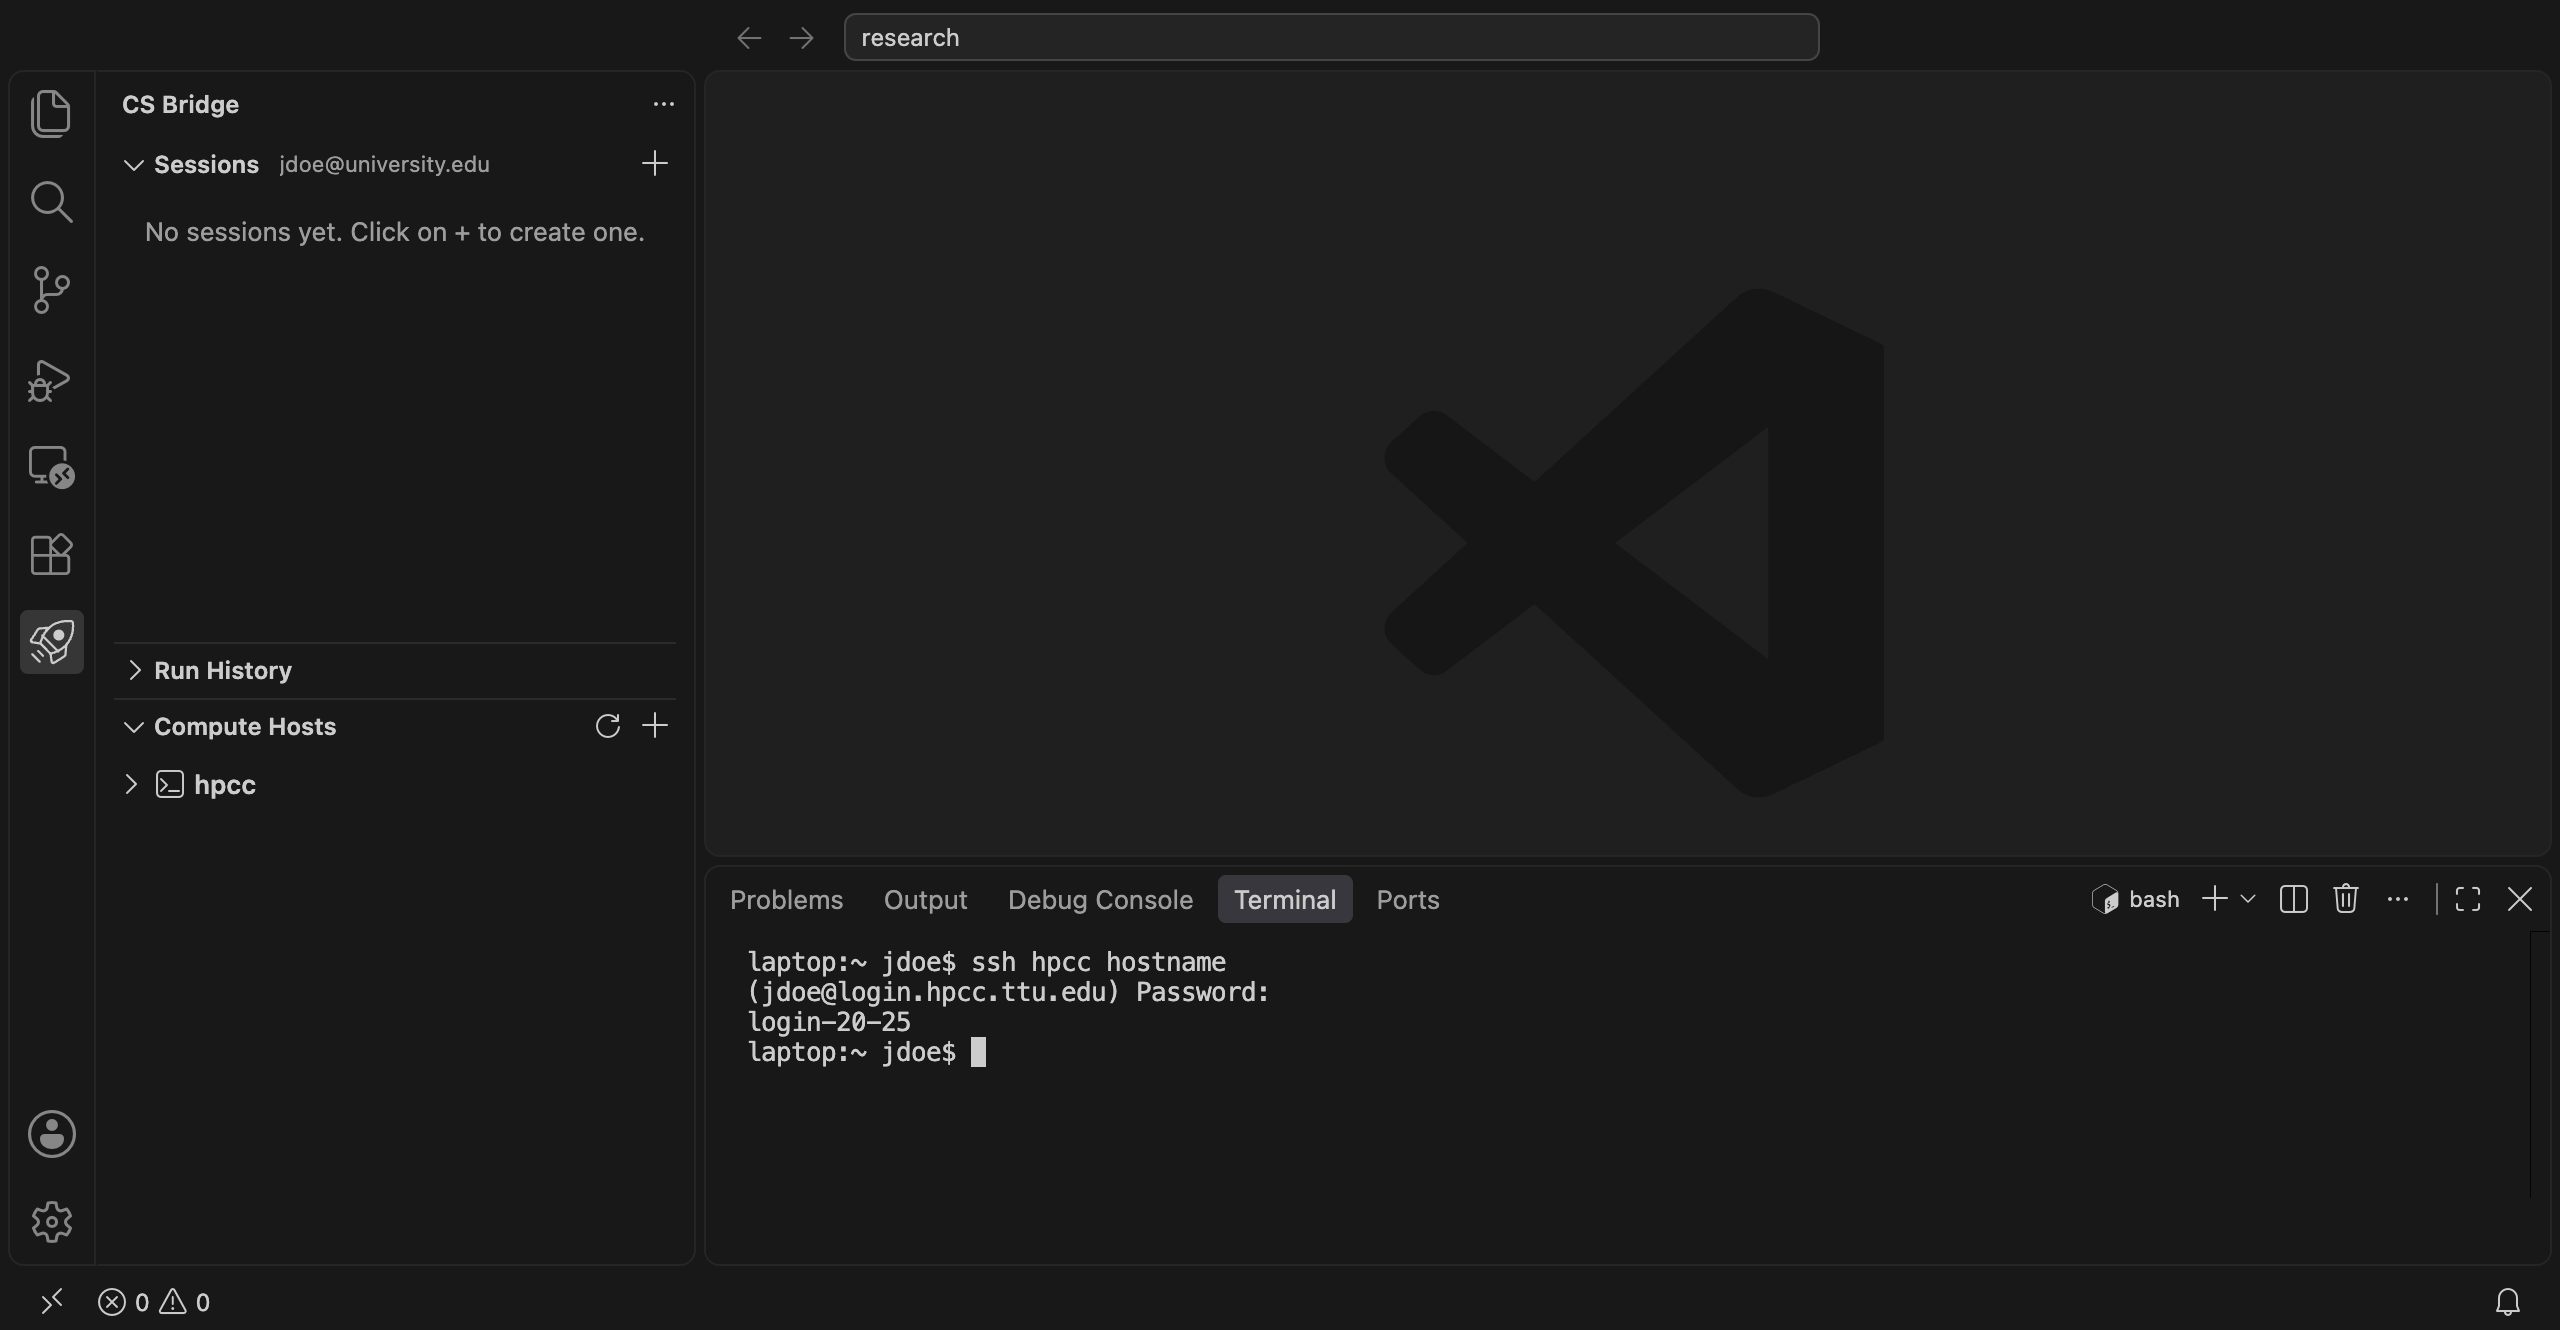 research
CS Bridge
Sessions jdoe@university.edu
No sessions yet. Click on + to create one.
Run History
Compute Hosts
hpcc
Problems Output Debug Console Terminal Ports
bash
laptop:~ jdoe$ ssh hpcc hostname
(jdoe@login.hpcc.ttu.edu) Password:
login-20-25
laptop:~ jdoe$
0 0